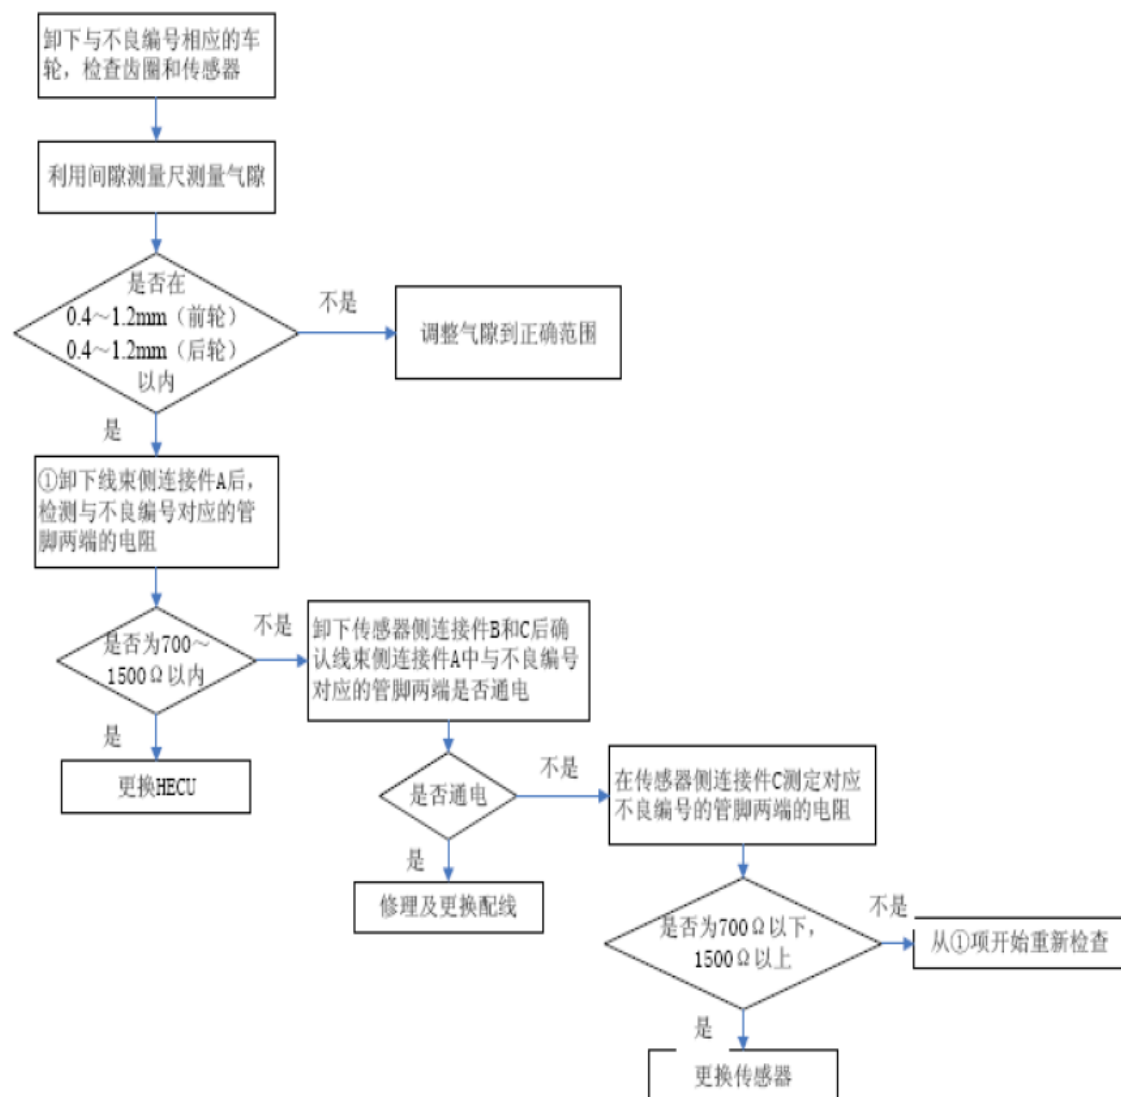 卸下与不良编号相应的车
轮，检查齿圈和传感器
利用间隙测量尺测量气隙
是否在
0.4～1.2mm（前轮）
0.4～1.2mm（后轮）
以内
不是
调整气隙到正确范围
是
①卸下线束侧连接件A后，
检测与不良编号对应的管
脚两端的电阻
是否为700～
1500Ω以内
不是
卸下传感器侧连接件B和C后确
认线束侧连接件A中与不良编号
对应的管脚两端是否通电
是
更换HECU
是否通电
不是
在传感器侧连接件C测定对应
不良编号的管脚两端的电阻
是
修理及更换配线
是否为700Ω以下，
1500Ω以上
不是
从①项开始重新检查
是
更换传感器